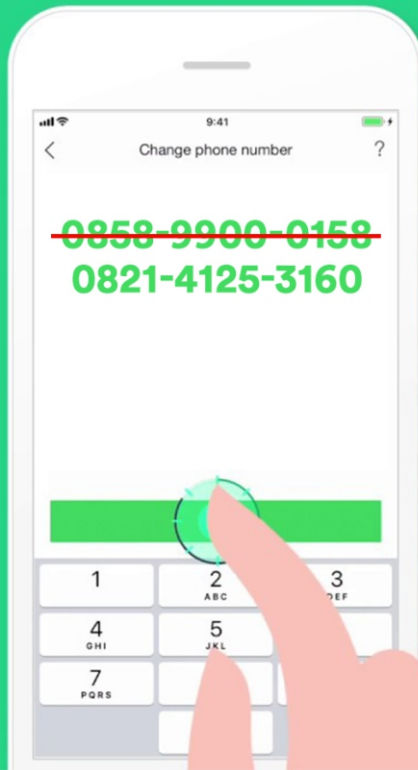 9:41
Change phone number ?
0858-9900-0158
0821-4125-3160
1 2 3
ABC DEF
4 5
GHI JKL
7
PQRS